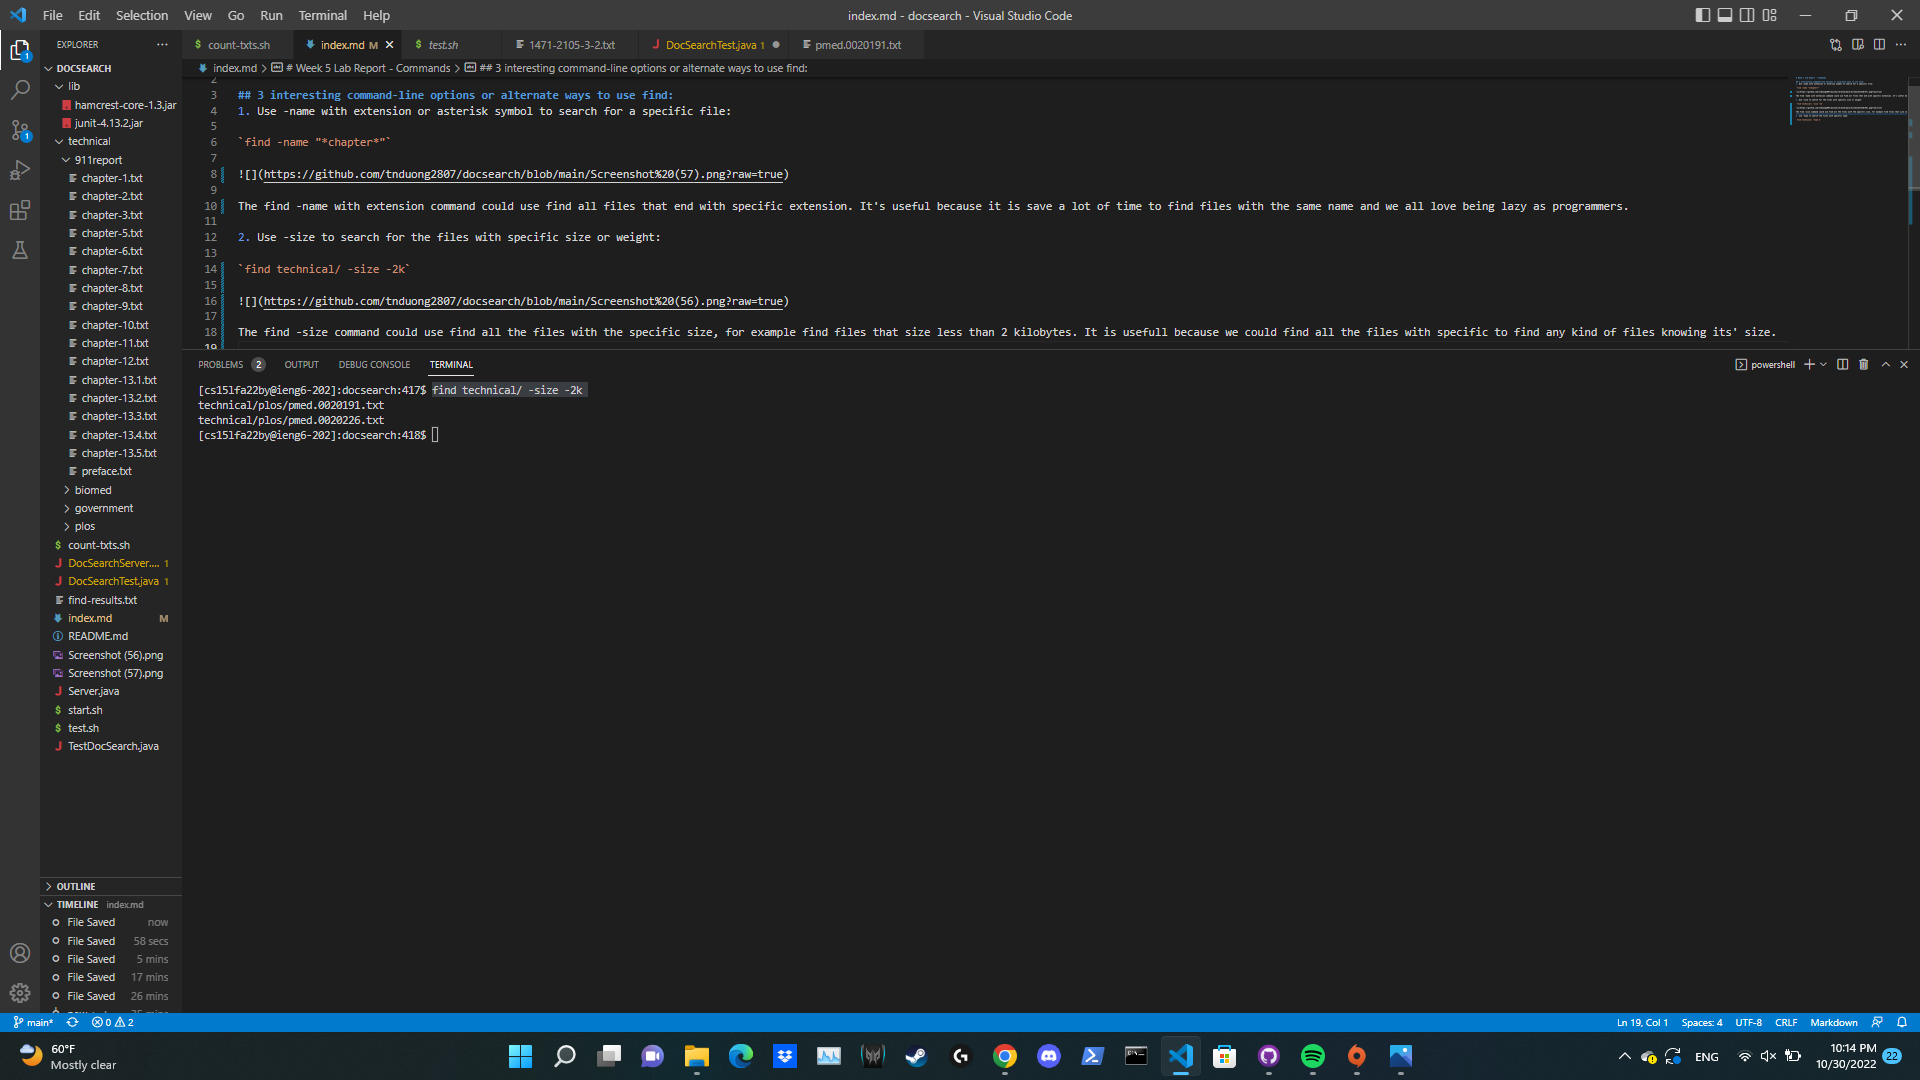 File Edit Selection View Go Run Terminal Help
index.md - docsearch - Visual Studio Code
EXPLORER
count-txts.sh
index.md M
test.sh
1471-2105-3-2.txt
DocSearchTest.java 1
pmed.0020191.txt
index.md > # Week 5 Lab Report - Commands > ## 3 interesting command-line options or alternate ways to use find:
DOCSEARCH
lib
hamcrest-core-1.3.jar
junit-4.13.2.jar
technical
911report
chapter-1.txt
chapter-2.txt
chapter-3.txt
chapter-5.txt
chapter-6.txt
chapter-7.txt
chapter-8.txt
chapter-9.txt
chapter-10.txt
chapter-11.txt
chapter-12.txt
chapter-13.1.txt
chapter-13.2.txt
chapter-13.3.txt
chapter-13.4.txt
chapter-13.5.txt
preface.txt
biomed
government
plos
count-txts.sh
DocSearchServer.... 1
DocSearchTest.java 1
find-results.txt
index.md M
README.md
Screenshot (56).png
Screenshot (57).png
Server.java
start.sh
test.sh
TestDocSearch.java
OUTLINE
TIMELINE index.md
File Saved now
File Saved 58 secs
File Saved 5 mins
File Saved 17 mins
File Saved 26 mins
2
3 ## 3 interesting command-line options or alternate ways to use find:
4 1. Use -name with extension or asterisk symbol to search for a specific file:
5
6 `find -name "*chapter*"`
7
8 ![](https://github.com/tnduong2807/docsearch/blob/main/Screenshot%20(57).png?raw=true)
9
10 The find -name with extension command could use find all files that end with specific extension. It's useful because it is save a lot of time to find files with the same name and we all love being lazy as programmers.
11
12 2. Use -size to search for the files with specific size or weight:
13
14 `find technical/ -size -2k`
15
16 ![](https://github.com/tnduong2807/docsearch/blob/main/Screenshot%20(56).png?raw=true)
17
18 The find -size command could use find all the files with the specific size, for example find files that size less than 2 kilobytes. It is usefull because we could find all the files with specific to find any kind of files knowing its' size.
19
PROBLEMS 2 OUTPUT DEBUG CONSOLE TERMINAL
powershell
[cs15lfa22by@ieng6-202]:docsearch:417$ find technical/ -size -2k
technical/plos/pmed.0020191.txt
technical/plos/pmed.0020226.txt
[cs15lfa22by@ieng6-202]:docsearch:418$
main* 0 2
Ln 19, Col 1 Spaces: 4 UTF-8 CRLF Markdown
60°F
Mostly clear
ENG
10:14 PM
10/30/2022
22